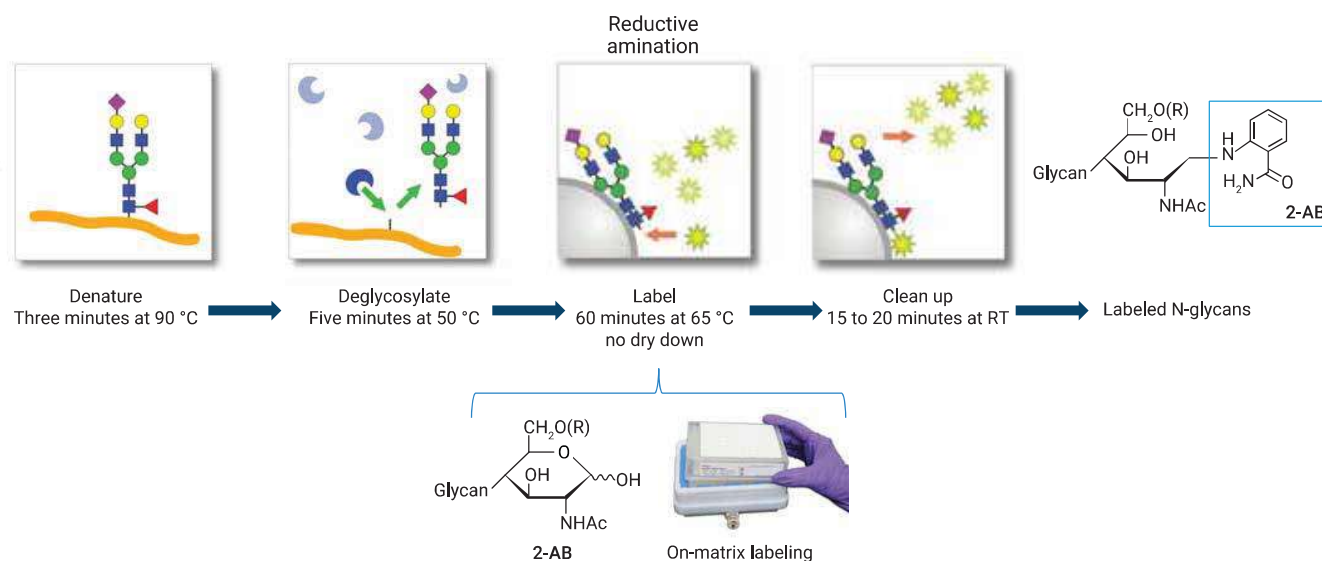 Reductive
amination
Denature
Three minutes at 90 °C
Deglycosylate
Five minutes at 50 °C
Label
60 minutes at 65 °C
no dry down
Clean up
15 to 20 minutes at RT
Labeled N-glycans
CH₂O(R)
OH
OH
Glycan
NHAc
H
N
H₂N
O
2-AB
CH₂O(R)
O
OH
OH
Glycan
NHAc
2-AB
On-matrix labeling